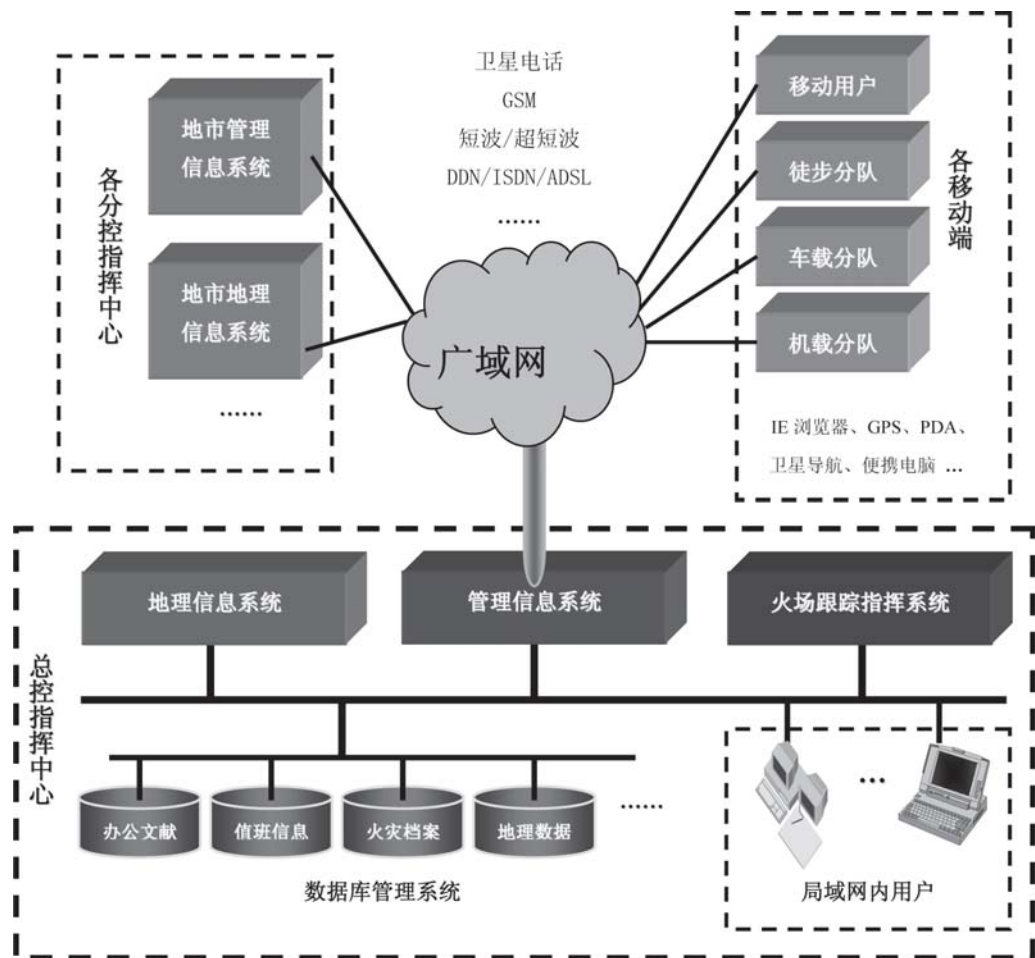 卫星电话
GSM
短波/超短波
DDN/ISDN/ADSL
……
各分控指挥中心
地市管理
信息系统
地市地理
信息系统
……
移动用户
徒步分队
车载分队
机载分队
各移动端
IE 浏览器、GPS、PDA、
卫星导航、便携电脑 …
广域网
总控指挥中心
地理信息系统
管理信息系统
火场跟踪指挥系统
办公文献
值班信息
火灾档案
地理数据
……
数据库管理系统
…
局域网内用户